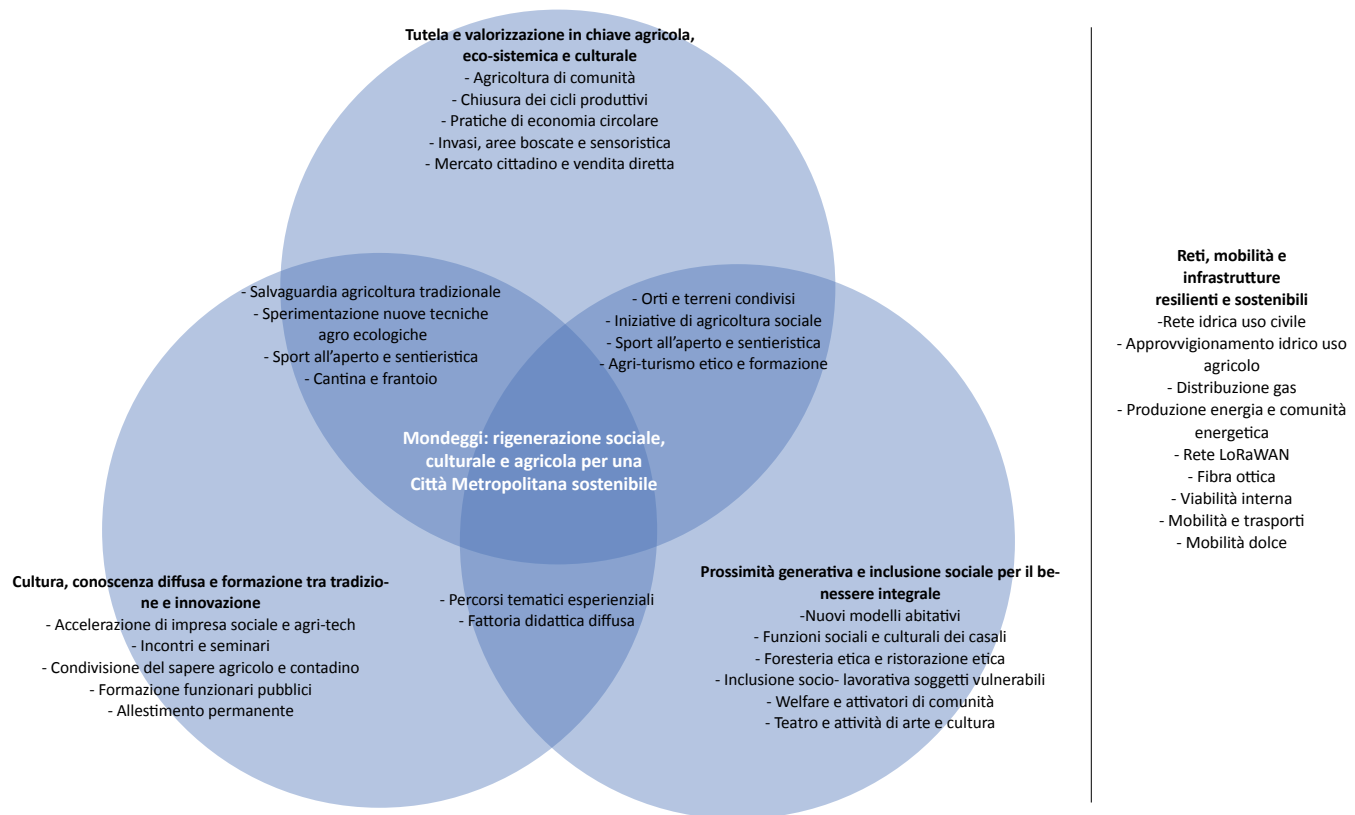 Tutela e valorizzazione in chiave agricola,
eco-sistemica e culturale
- Agricoltura di comunità
- Chiusura dei cicli produttivi
- Pratiche di economia circolare
- Invasi, aree boscate e sensoristica
- Mercato cittadino e vendita diretta
- Salvaguardia agricoltura tradizionale
- Sperimentazione nuove tecniche
agro ecologiche
- Sport all'aperto e sentieristica
- Cantina e frantoio
- Orti e terreni condivisi
- Iniziative di agricoltura sociale
- Sport all'aperto e sentieristica
- Agri-turismo etico e formazione
Mondeggi: rigenerazione sociale,
culturale e agricola per una
Città Metropolitana sostenibile
Cultura, conoscenza diffusa e formazione tra tradizio-
ne e innovazione
- Accelerazione di impresa sociale e agri-tech
- Incontri e seminari
- Condivisione del sapere agricolo e contadino
- Formazione funzionari pubblici
- Allestimento permanente
- Percorsi tematici esperienziali
- Fattoria didattica diffusa
Prossimità generativa e inclusione sociale per il be-
nessere integrale
-Nuovi modelli abitativi
- Funzioni sociali e culturali dei casali
- Foresteria etica e ristorazione etica
- Inclusione socio- lavorativa soggetti vulnerabili
- Welfare e attivatori di comunità
- Teatro e attività di arte e cultura
Reti, mobilità e
infrastrutture
resilienti e sostenibili
-Rete idrica uso civile
- Approvvigionamento idrico uso
agricolo
- Distribuzione gas
- Produzione energia e comunità
energetica
- Rete LoRaWAN
- Fibra ottica
- Viabilità interna
- Mobilità e trasporti
- Mobilità dolce